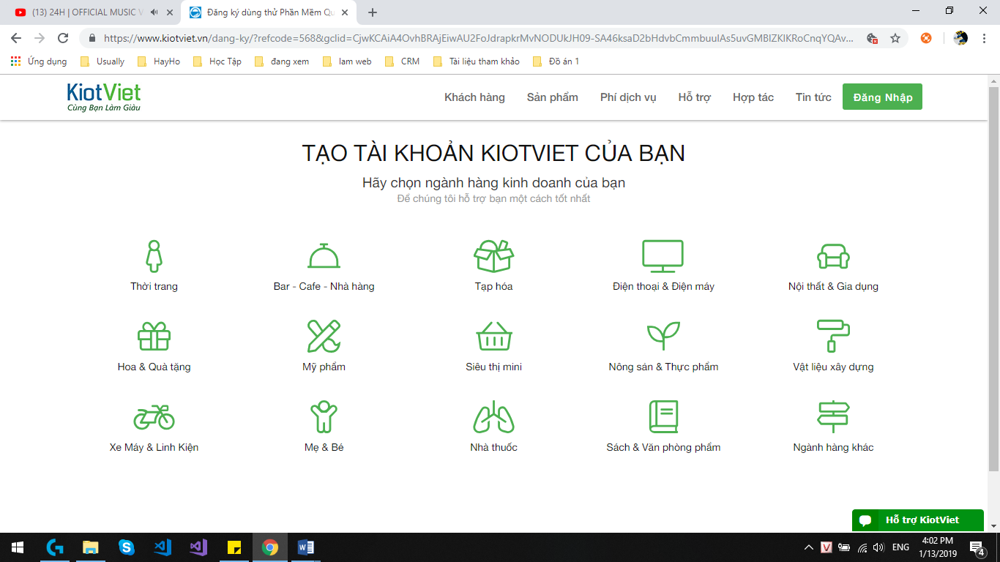 (13) 24H | OFFICIAL MUSIC V
Đăng ký dùng thử Phần Mềm Qu
https://www.kiotviet.vn/dang-ky/?refcode=568&gclid=CjwKCAiA4OvhBRAjEiwAU2FoJdrapkrMvNODUkJH09-SA46ksaD2bHdvbCmmbuuIAs5uvGMBIZKIKRoCnqYQAv...
Ứng dụng
Usually
HayHo
Học Tập
đang xem
lam web
CRM
Tài liệu tham khảo
Đồ án 1
KiotViet
Cùng Bạn Làm Giàu
Khách hàng
Sản phẩm
Phí dịch vụ
Hỗ trợ
Hợp tác
Tin tức
Đăng Nhập
TẠO TÀI KHOẢN KIOTVIET CỦA BẠN
Hãy chọn ngành hàng kinh doanh của bạn
Để chúng tôi hỗ trợ bạn một cách tốt nhất
Thời trang
Bar - Cafe - Nhà hàng
Tạp hóa
Điện thoại & Điện máy
Nội thất & Gia dụng
Hoa & Quà tặng
Mỹ phẩm
Siêu thị mini
Nông sản & Thực phẩm
Vật liệu xây dựng
Xe Máy & Linh Kiện
Mẹ & Bé
Nhà thuốc
Sách & Văn phòng phẩm
Ngành hàng khác
Hỗ trợ KiotViet
ENG
4:02 PM
1/13/2019
4